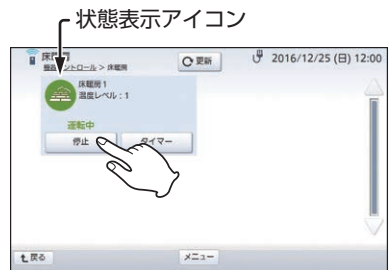 状態表示アイコン
床暖房
更新
2016/12/25 (日) 12:00
機器コントロール > 床暖房
床暖房1
温度レベル：1
運転中
停止
タイマー
戻る
メニュー